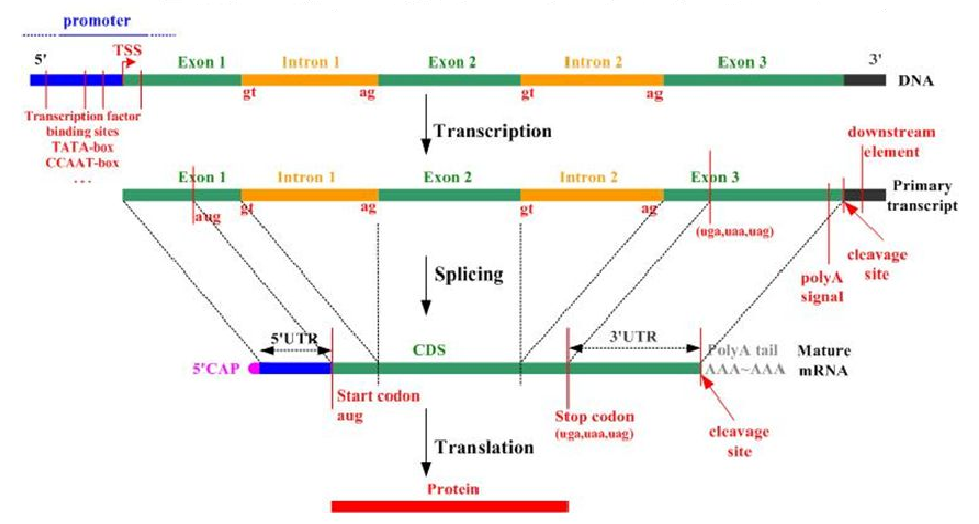 promoter
5' TSS Exon 1 Intron 1 Exon 2 Intron 2 Exon 3 3'
DNA
gt ag gt ag
Transcription factor
binding sites
TATA-box
CCAAT-box
...
Transcription
downstream
element
Exon 1 Intron 1 Exon 2 Intron 2 Exon 3
Primary
transcript
aug gt ag gt ag
(uga,uaa,uag)
cleavage
site
polyA
signal
Splicing
5'UTR CDS 3'UTR
5'CAP
PolyA tail
AAA~AAA
Mature
mRNA
Start codon
aug
Stop codon
(uga,uaa,uag)
cleavage
site
Translation
Protein